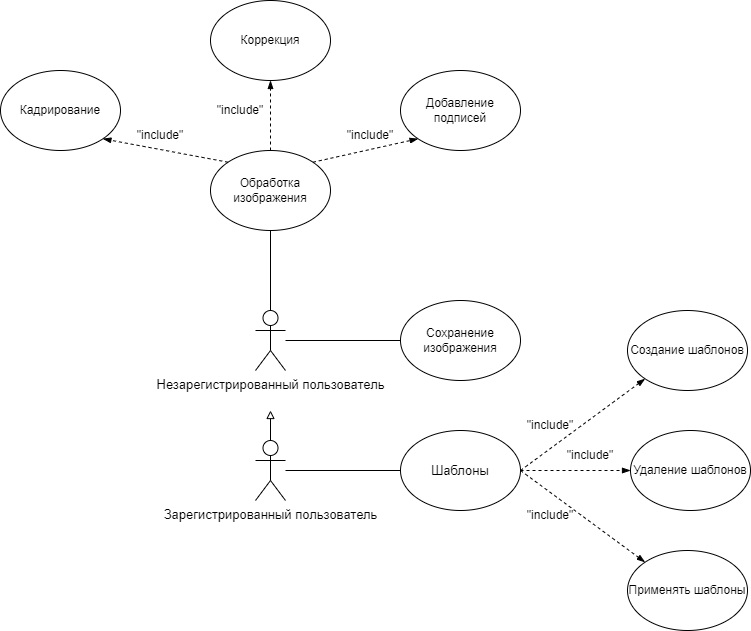 Коррекция
Кадрирование
"include"
Добавление
подписей
"include"
"include"
Обработка
изображения
Сохранение
изображения
Незарегистрированный пользователь
Создание шаблонов
"include"
Шаблоны
"include"
Удаление шаблонов
Зарегистрированный пользователь
"include"
Применять шаблоны